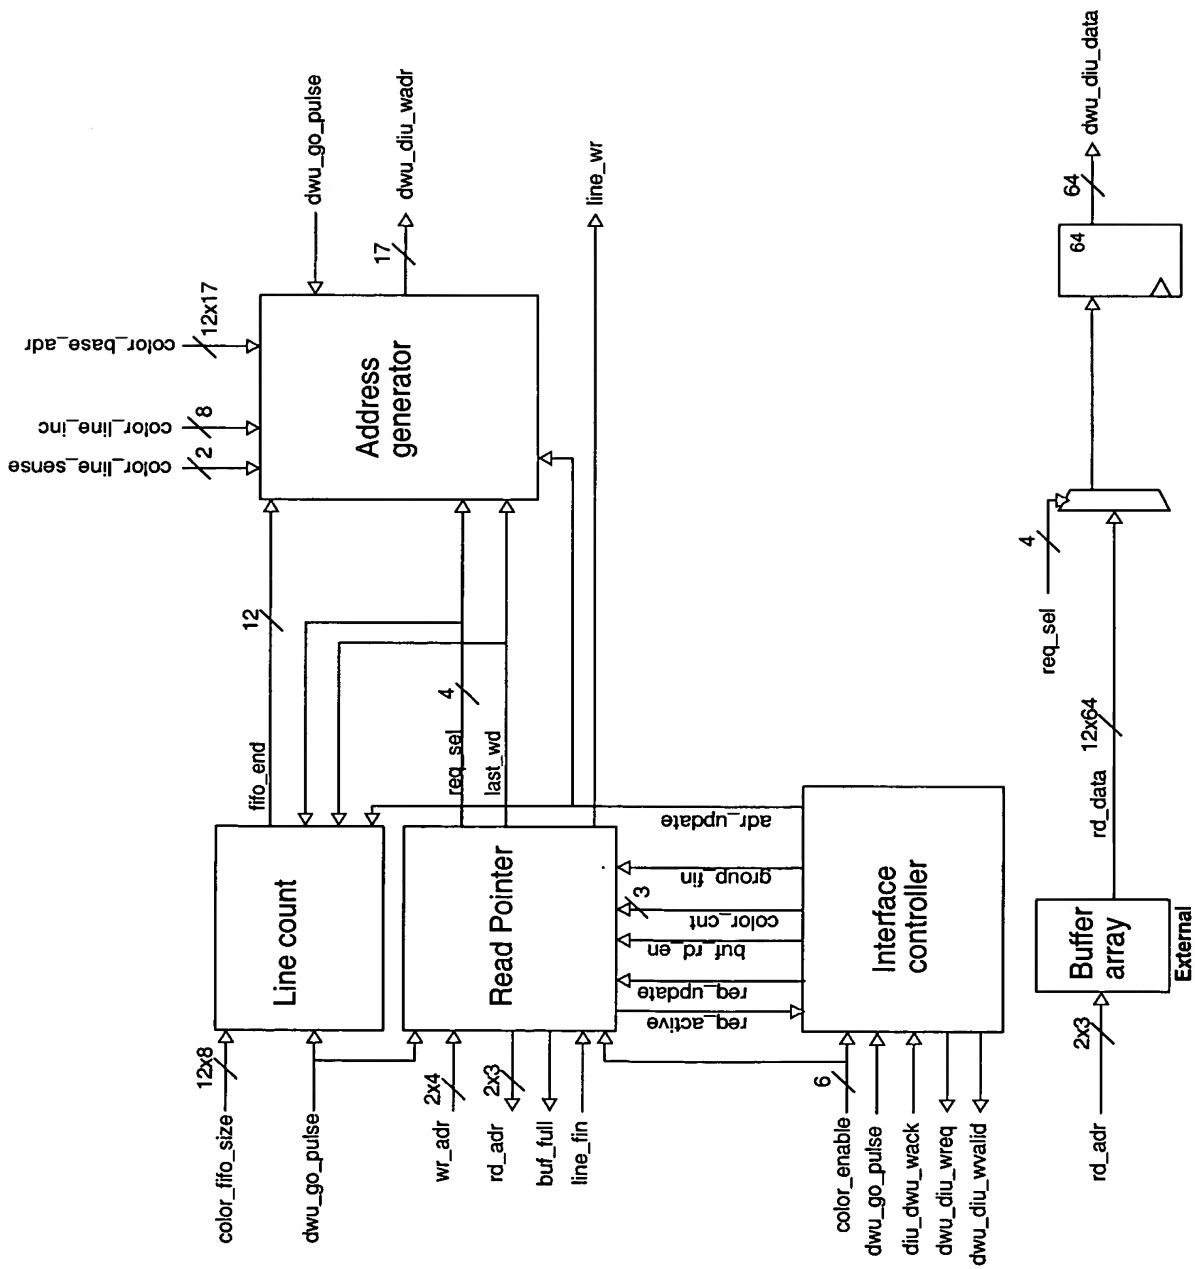 color_fifo_size
12x8
dwu_go_pulse
Line count
fifo_end
12
color_line_sense
2
color_line_inc
8
color_base_adr
12x17
Address
generator
dwu_go_pulse
17
dwu_diu_wadr
wr_adr
2x4
rd_adr
2x3
buf_full
line_fin
Read Pointer
req_sel
4
last_wd
line_wr
req_active
req_update
buf_rd_en
color_cnt
3
group_fin
adr_update
color_enable
6
dwu_go_pulse
diu_dwu_wack
dwu_diu_wreq
dwu_diu_wvalid
Interface
controller
rd_adr
2x3
Buffer
array
External
rd_data
12x64
req_sel
4
64
64
dwu_diu_data